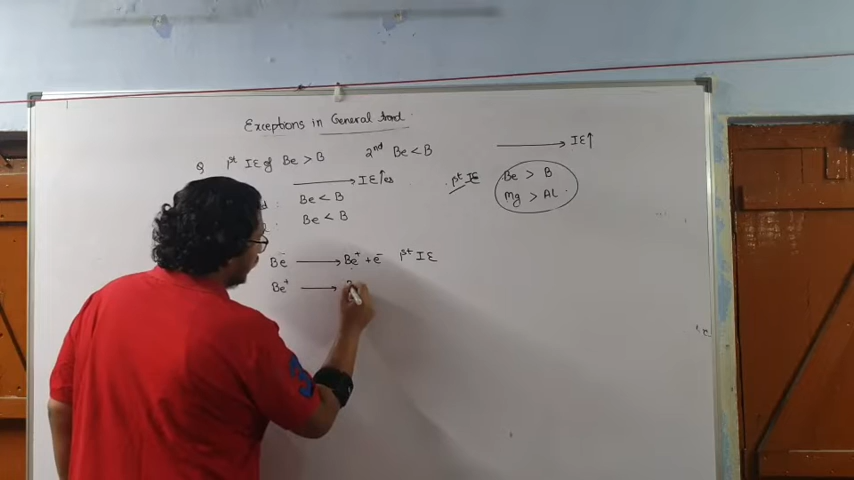 Exceptions in General trend
Q 1st IE of Be > B 2nd Be < B
→ IE↑es
Be < B
Be < B
→ IE↑
1st IE
Be > B
Mg > AL
Be → Be⁺ + e⁻ 1st IE
Be⁺ →